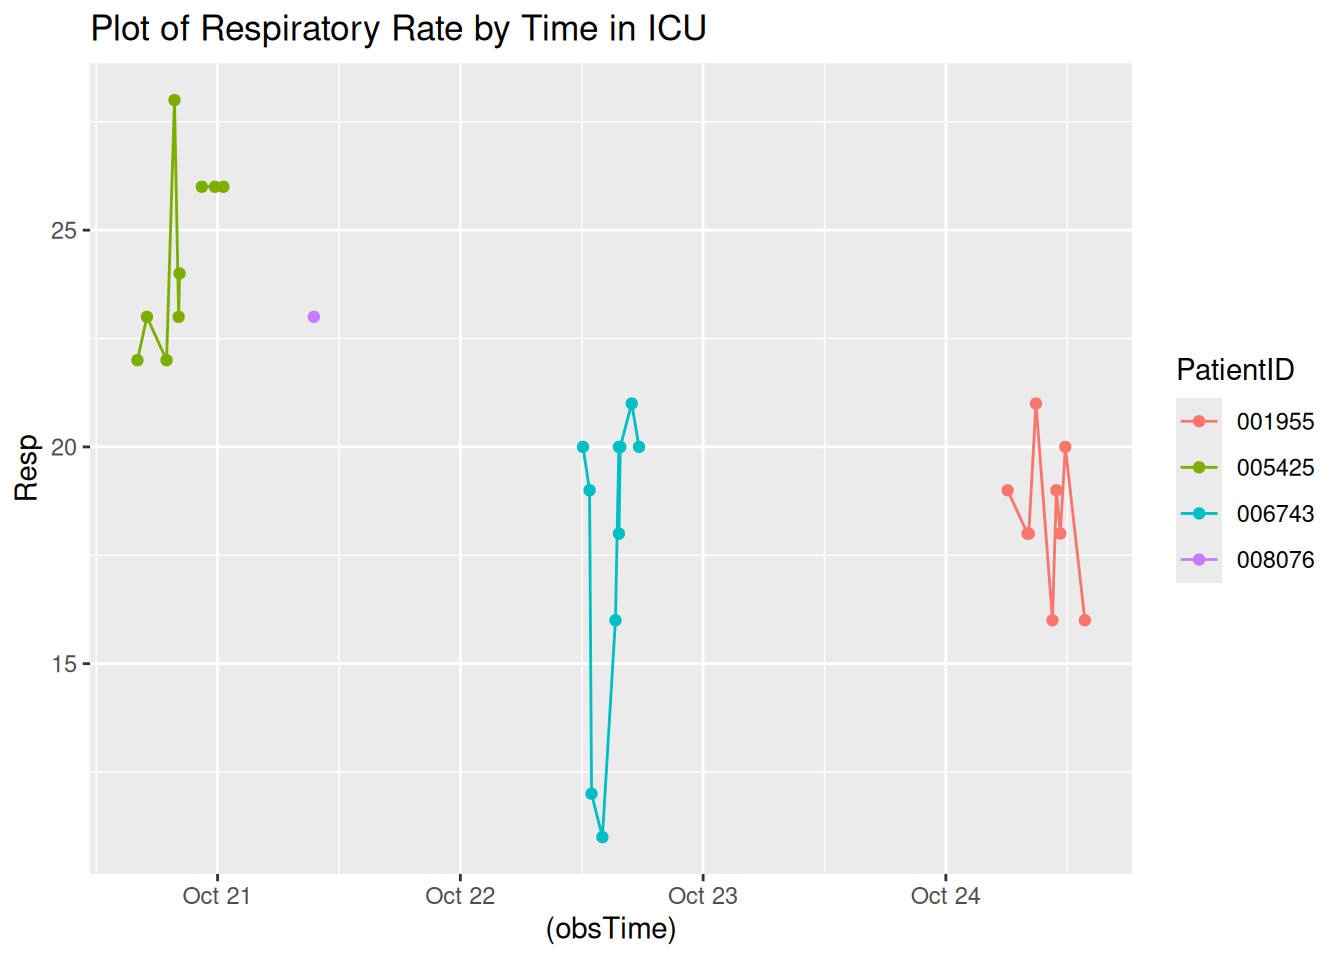 Plot of Respiratory Rate by Time in ICU
25
20
15
Resp
Oct 21
Oct 22
Oct 23
Oct 24
(obsTime)
PatientID
001955
005425
006743
008076